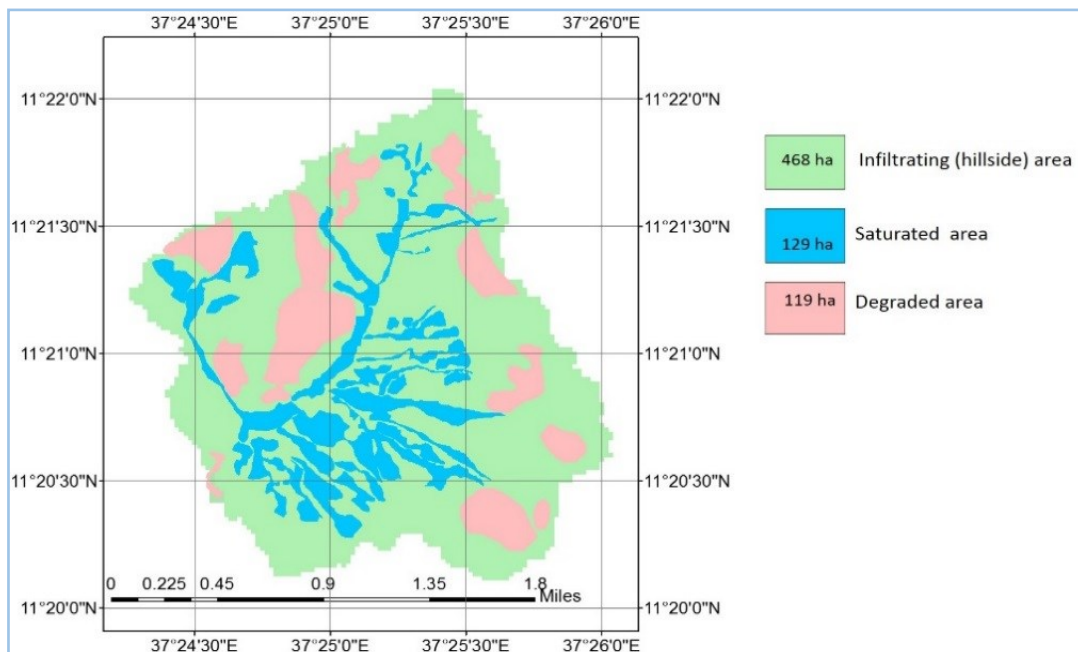 37°24'30"E 37°25'0"E 37°25'30"E 37°26'0"E
11°22'0"N 11°22'0"N
468 ha Infiltrating (hillside) area
11°21'30"N 11°21'30"N
129 ha Saturated area
119 ha Degraded area
11°21'0"N 11°21'0"N
11°20'30"N 11°20'30"N
0 0.225 0.45 0.9 1.35 1.8
Miles
11°20'0"N 11°20'0"N
37°24'30"E 37°25'0"E 37°25'30"E 37°26'0"E